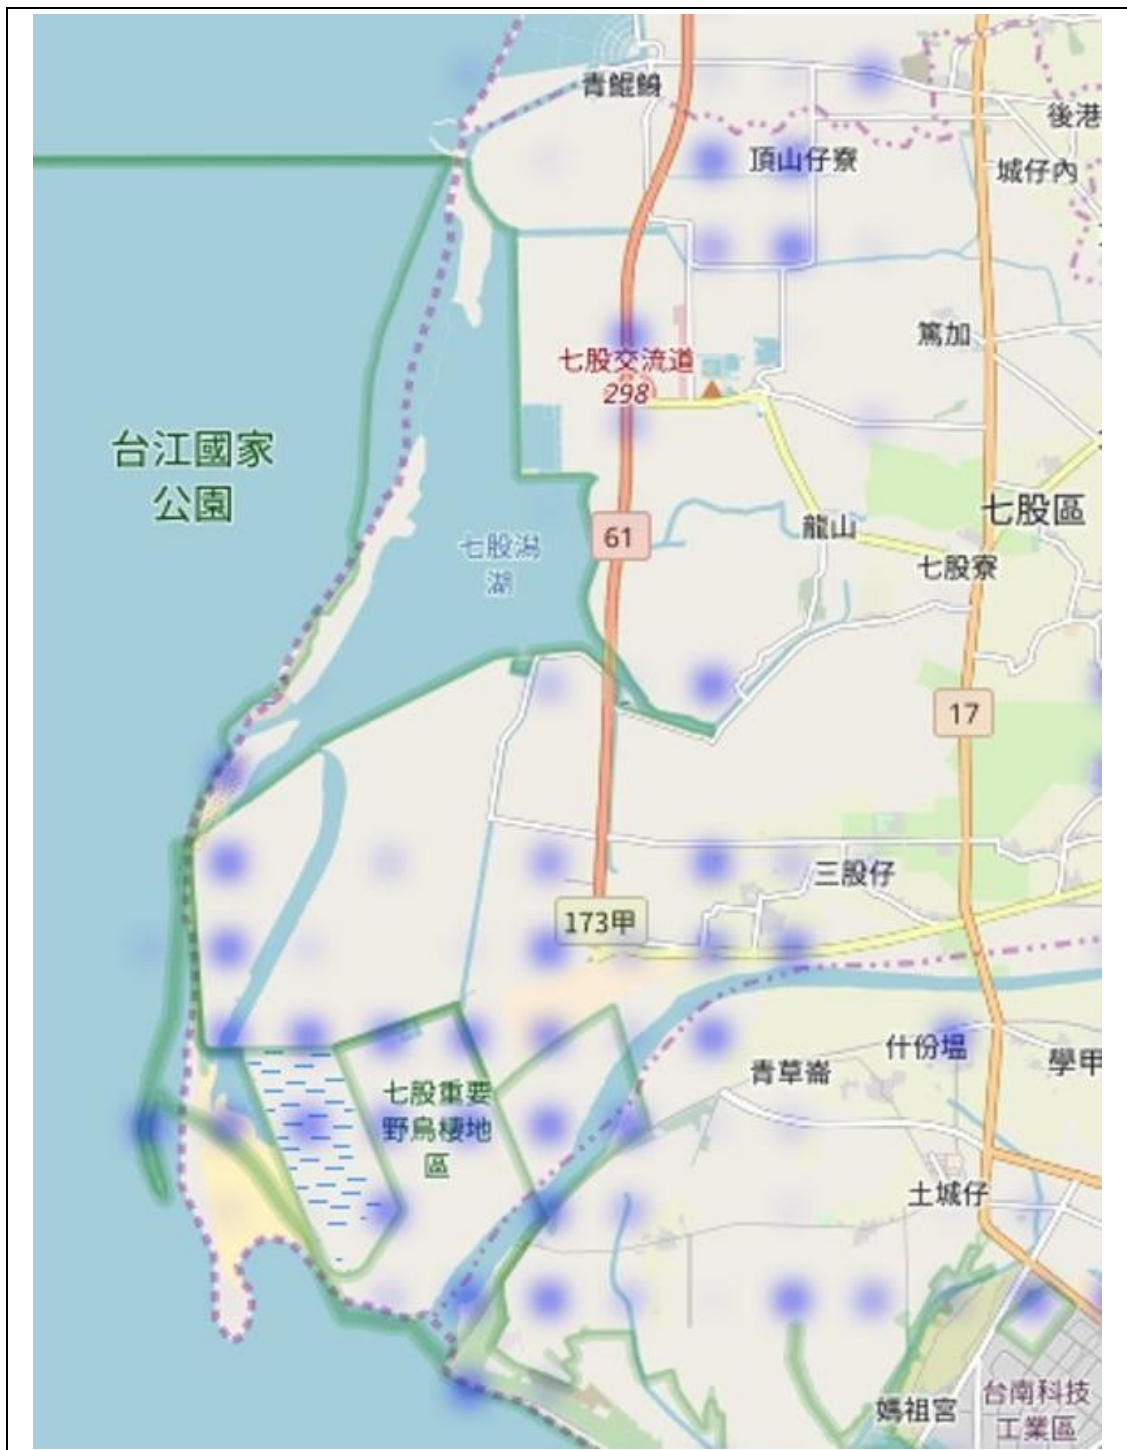 青鯤鯓
後港
頂山仔寮
城仔內
篤加
七股交流道
298
台江國家
公園
七股區
61
龍山
七股潟
湖
七股寮
17
三股仔
173甲
什份塭
學甲
青草崙
七股重要
野鳥棲地
區
土城仔
台南科技
工業區
媽祖宮